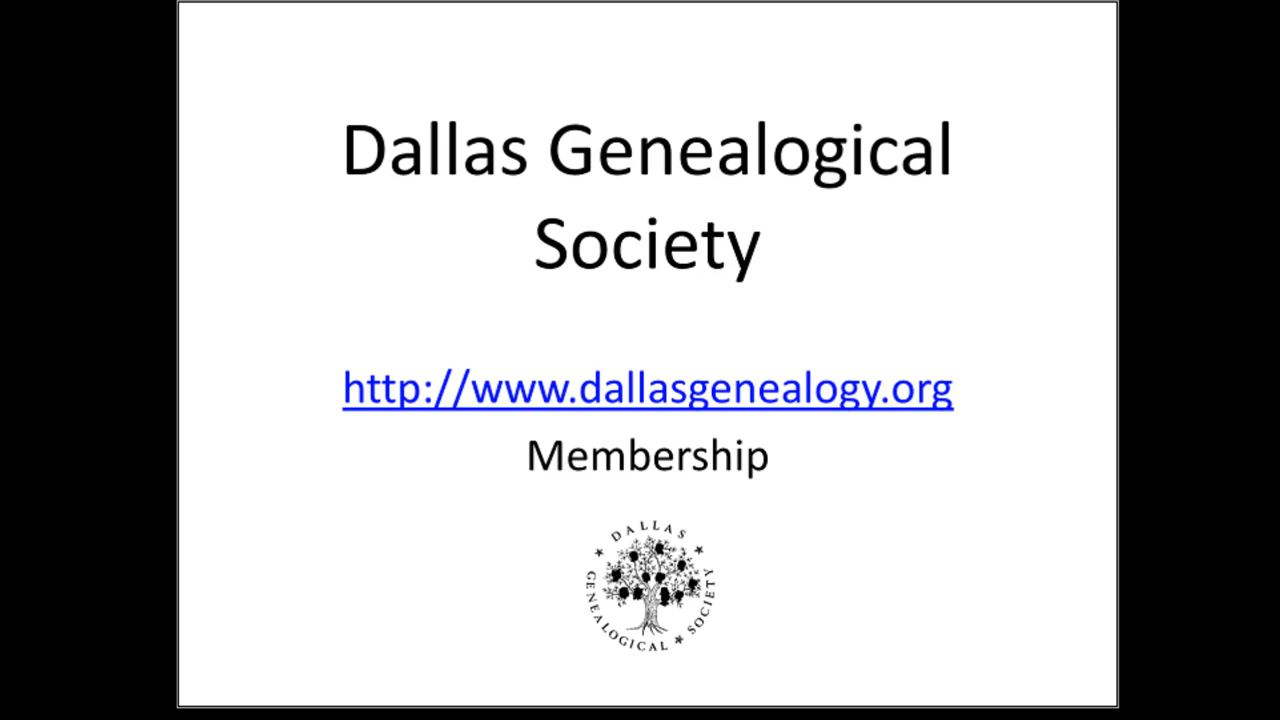 Dallas Genealogical
Society
http://www.dallasgenealogy.org
Membership
DALLAS
GENEALOGICAL
SOCIETY